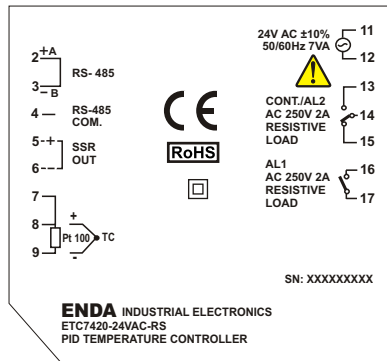 2 +A
RS-485
3 - B
4 RS-485
COM.
5 - +
SSR
OUT
6 -
7
8 +
Pt 100 TC
9 -
CE
RoHS
24V AC ±10%
50/60Hz 7VA
11
12
13
CONT./AL2
AC 250V 2A
RESISTIVE
LOAD
14
15
AL1
AC 250V 2A
RESISTIVE
LOAD
16
17
SN: XXXXXXXXX
ENDA INDUSTRIAL ELECTRONICS
ETC7420-24VAC-RS
PID TEMPERATURE CONTROLLER